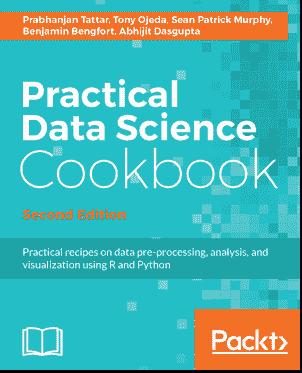 Prabhanjan Tattar, Tony Ojeda, Sean Patrick Murphy,
Benjamin Bengfort, Abhijit Dasgupta
Practical
Data Science
Cookbook
Second Edition
Practical recipes on data pre-processing, analysis, and
visualization using R and Python
Packt>